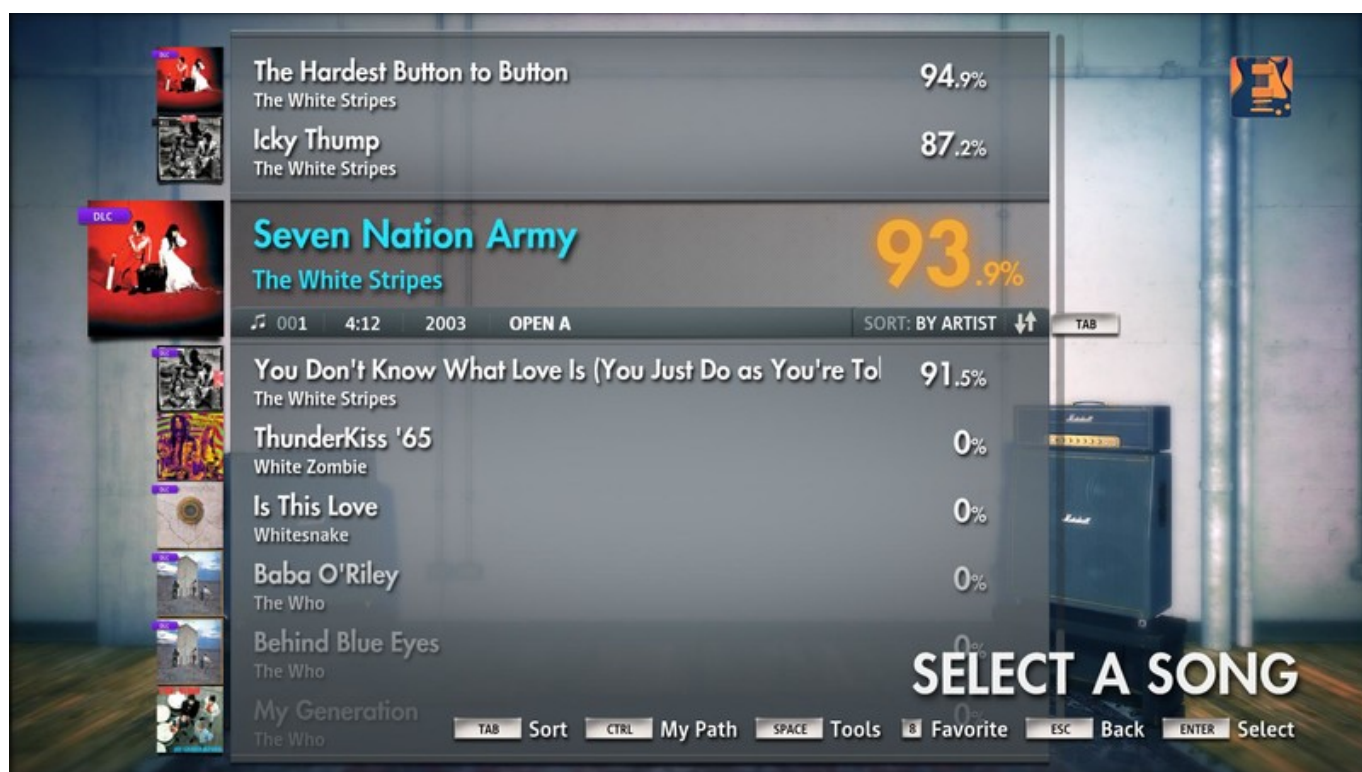 The Hardest Button to Button
The White Stripes
94.9%
Icky Thump
The White Stripes
87.2%
DLC
Seven Nation Army
The White Stripes
93.9%
001 4:12 2003 OPEN A SORT: BY ARTIST TAB
You Don't Know What Love Is (You Just Do as You're Tol
The White Stripes
91.5%
ThunderKiss '65
White Zombie
0%
Is This Love
Whitesnake
0%
Baba O'Riley
The Who
0%
Behind Blue Eyes
The Who
0%
My Generation
The Who
0%
Marshall
Marshall
SELECT A SONG
TAB Sort CTRL My Path SPACE Tools 8 Favorite ESC Back ENTER Select